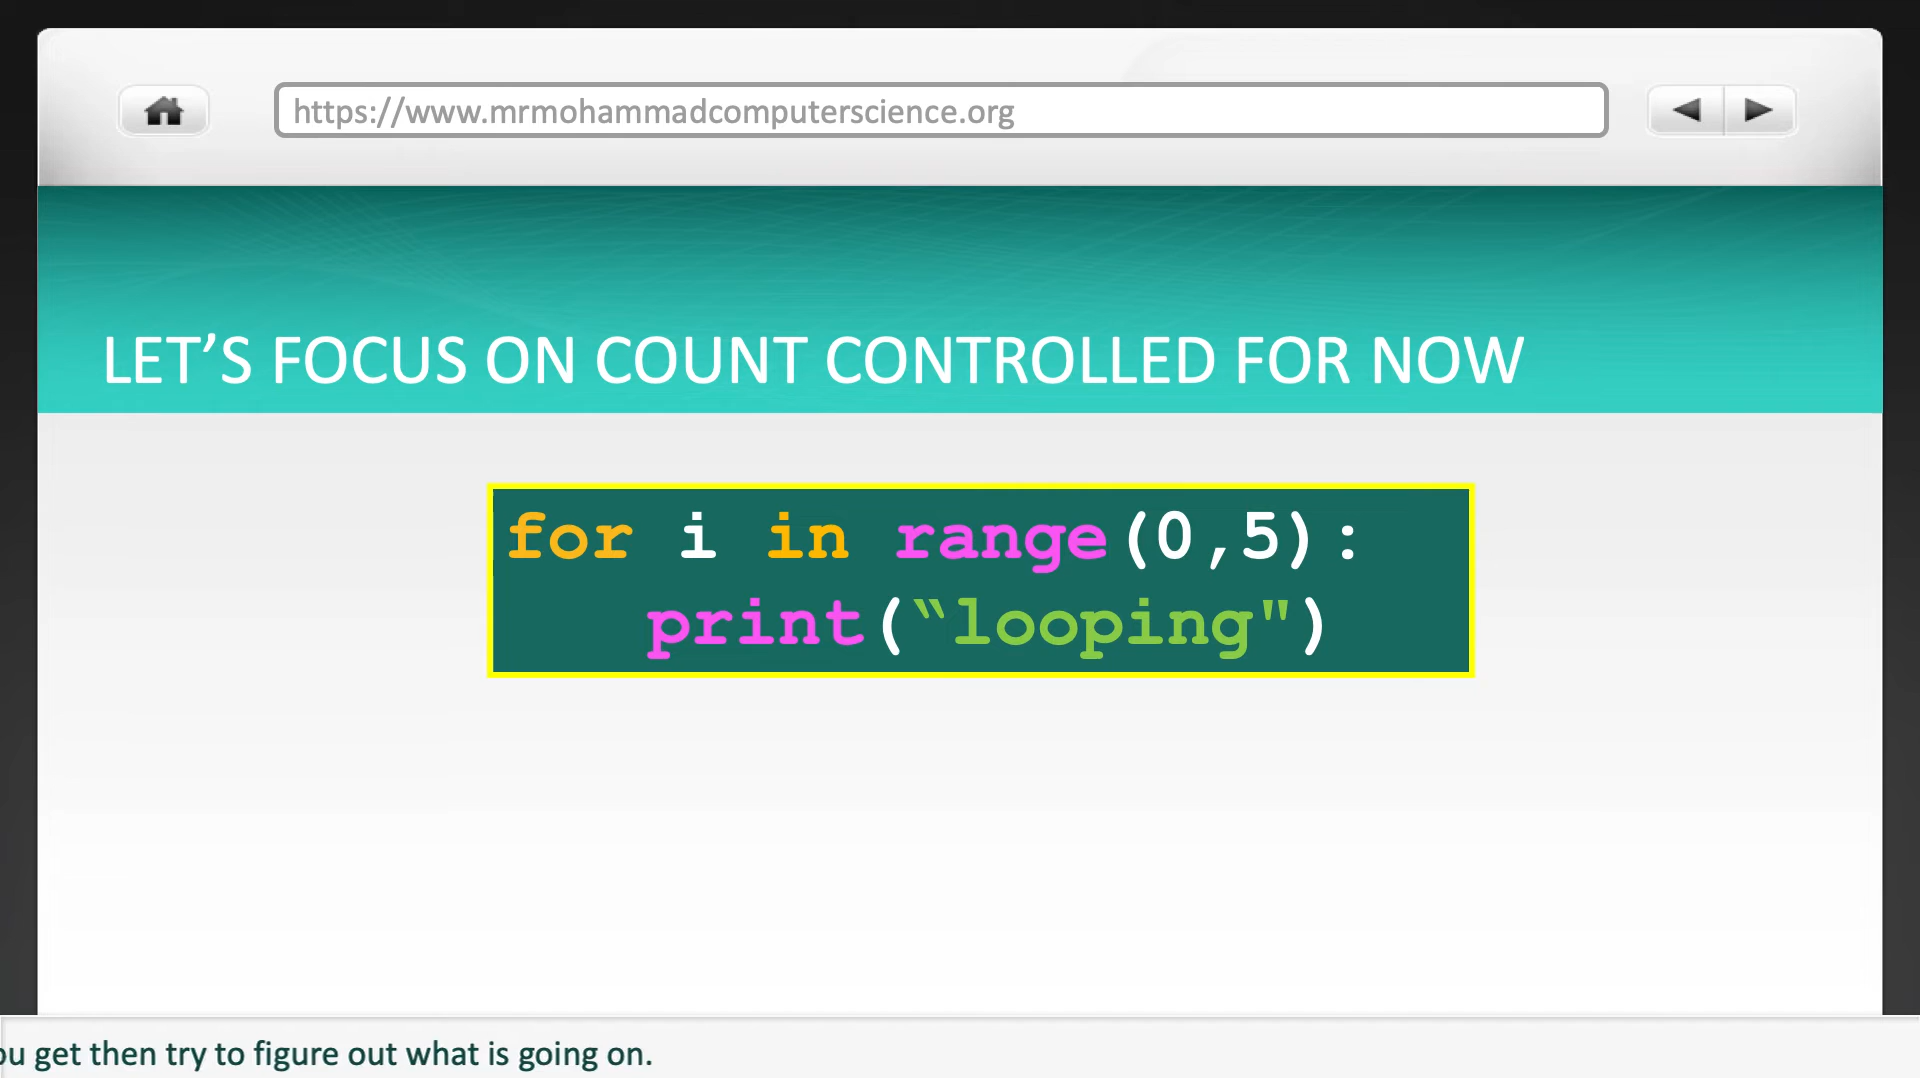 https://www.mrmohammadcomputerscience.org
LET’S FOCUS ON COUNT CONTROLLED FOR NOW
for i in range(0,5):
print(“looping")
get then try to figure out what is going on.